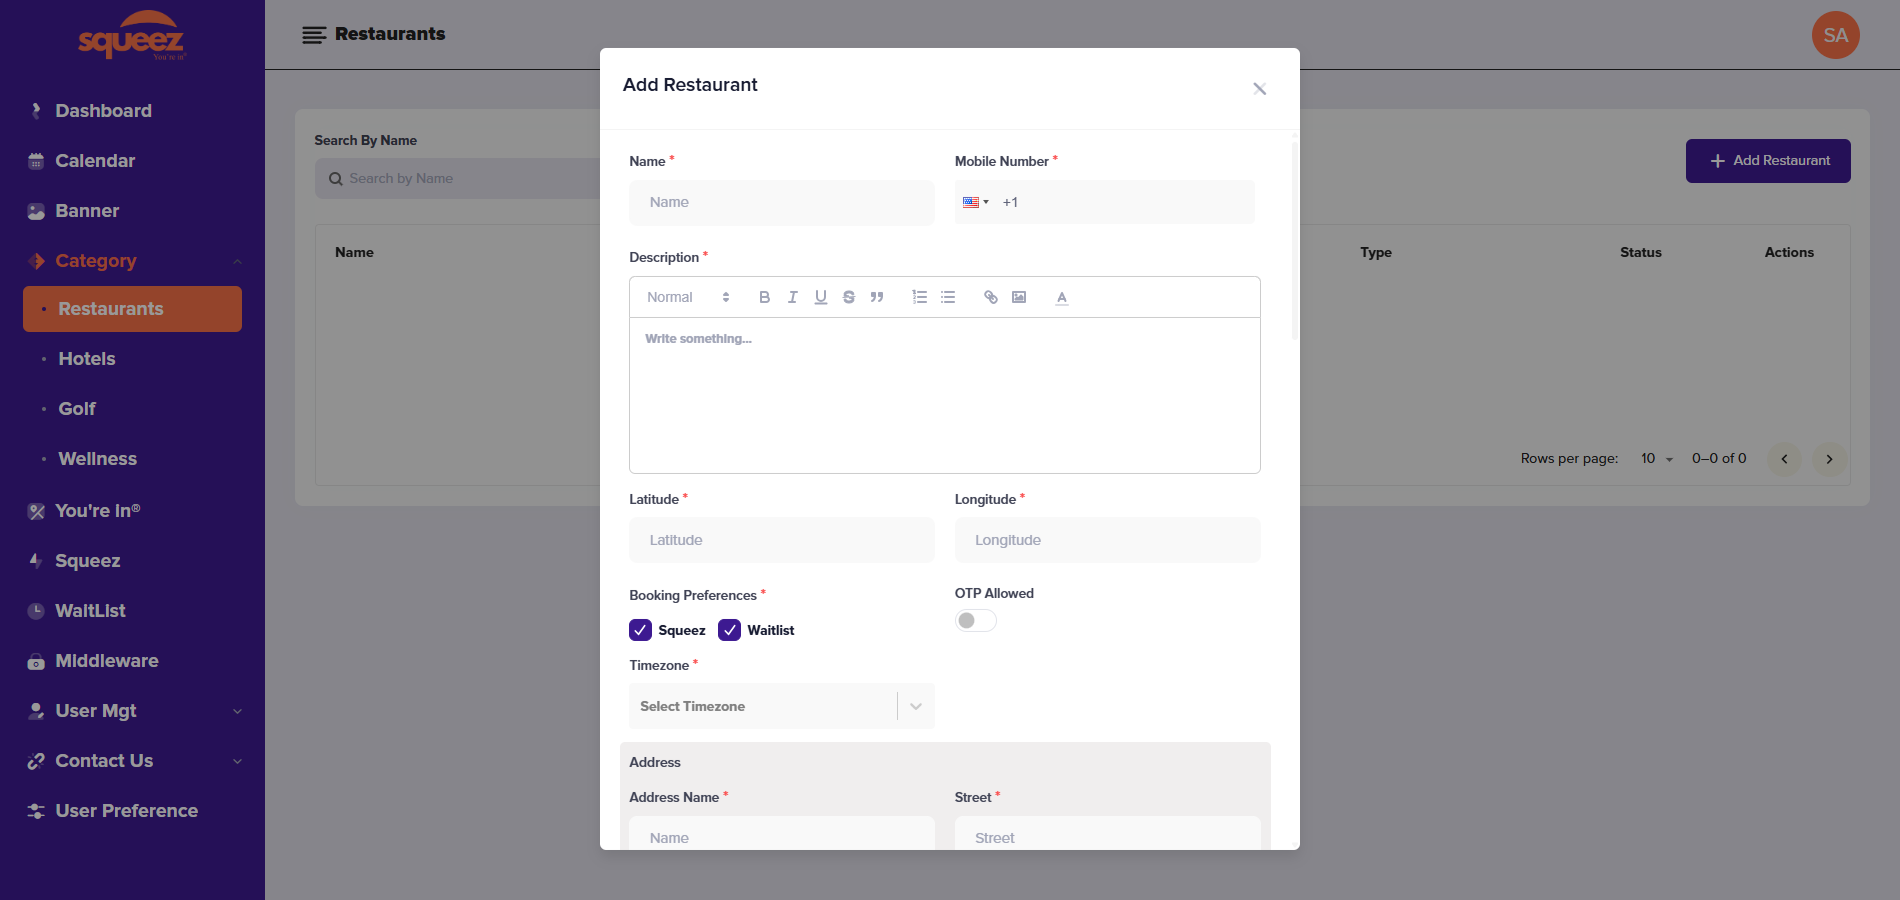 squeez
You're in®
Dashboard
Calendar
Banner
Category
Restaurants
Hotels
Golf
Wellness
You're In®
Squeez
WaitList
Middleware
User Mgt
Contact Us
User Preference
Restaurants
SA
Search By Name
Search by Name
Add Restaurant
Name
Type
Status
Actions
Rows per page: 10 0–0 of 0
Add Restaurant
Name *
Mobile Number *
Name
+1
Description *
Normal
Write something...
Latitude *
Longitude *
Latitude
Longitude
Booking Preferences *
OTP Allowed
Squeez
Waitlist
Timezone *
Select Timezone
Address
Address Name *
Street *
Name
Street